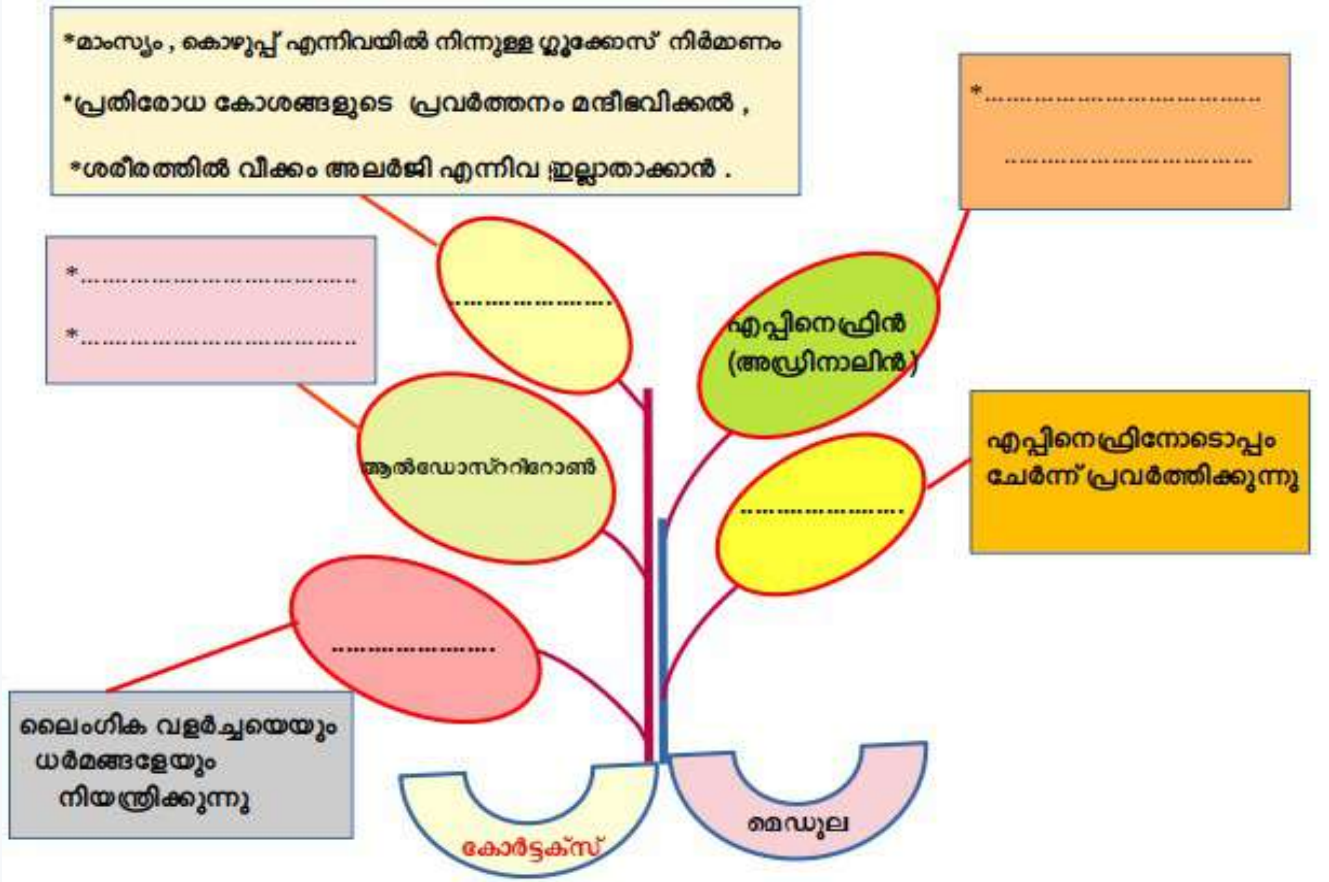 *മാംസ്യം , കൊഴുപ്പ് എന്നിവയിൽ നിന്നുള്ള ഗ്ലൂക്കോസ് നിർമാണം
*പ്രതിരോധ കോശങ്ങളുടെ പ്രവർത്തനം മന്ദീഭവിക്കൽ ,
*ശരീരത്തിൽ വീക്കം അലർജി എന്നിവ ഇല്ലാതാക്കാൻ .
*....................................
....................................
*....................................
*....................................
......................
എപ്പിനെഫ്രിൻ
(അഡ്രിനാലിൻ)
ആൽഡോസ്ററിറോൺ
......................
എപ്പിനെഫ്രിനോടൊപ്പം
ചേർന്ന് പ്രവർത്തിക്കുന്നു
......................
ലൈംഗിക വളർച്ചയെയും
ധർമങ്ങളേയും
നിയന്ത്രിക്കുന്നു
കോർട്ടക്സ്
മെഡുല